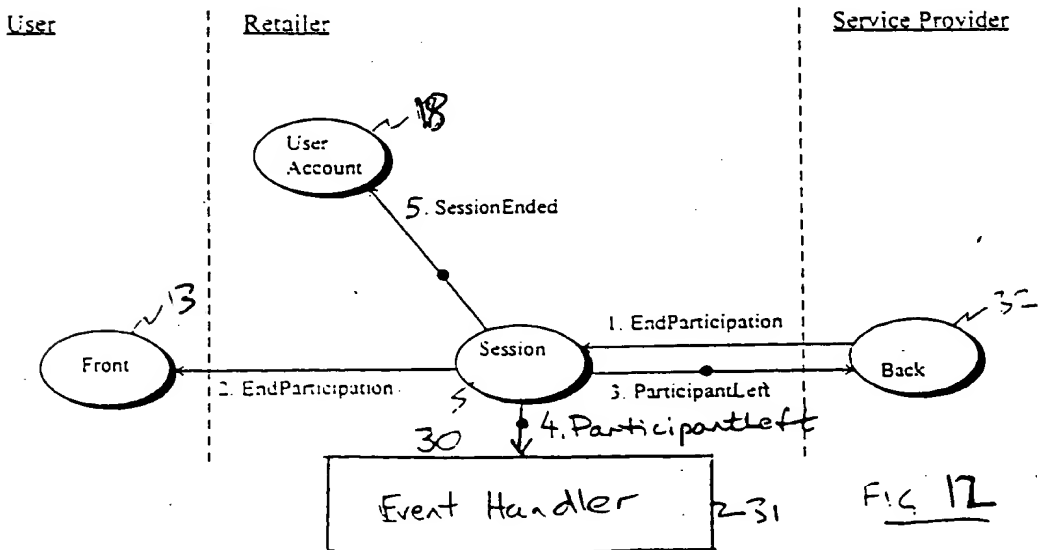 User
Retailer
Service Provider
18
User
Account
5. SessionEnded
13
32
1. EndParticipation
Session
Front
Back
2. EndParticipation
3. ParticipantLeft
30
4. ParticipantLeft
Event Handler
31
FIG 12